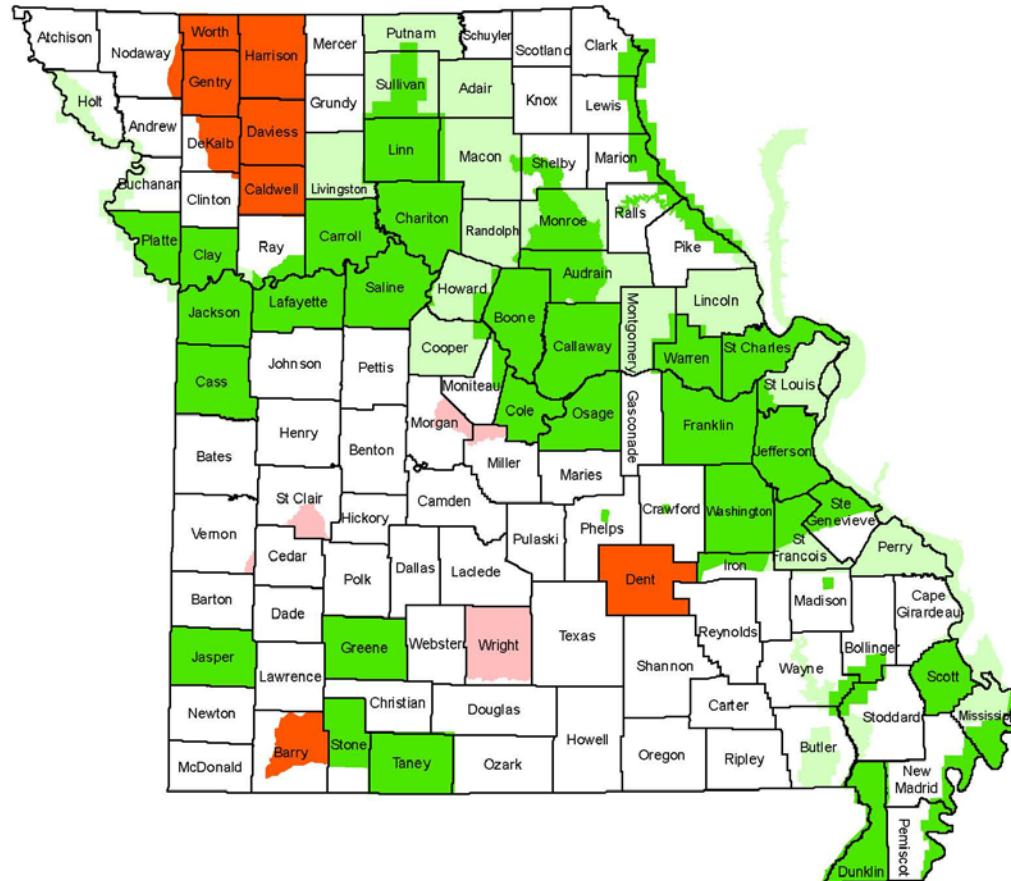 Atchison
Nodaway
Worth
Harrison
Mercer
Putnam
Schuyler
Scotland
Clark
Gentry
Sullivan
Adair
Knox
Lewis
Holt
Grundy
Andrew
DeKalb
Daviess
Linn
Macon
Shelby
Marion
Buchanan
Clinton
Caldwell
Livingston
Chariton
Randolph
Monroe
Ralls
Platte
Clay
Ray
Carroll
Audrain
Pike
Jackson
Lafayette
Saline
Howard
Boone
Callaway
Montgomery
Lincoln
Cass
Johnson
Pettis
Cooper
Moniteau
Warren
St Charles
St Louis
Cole
Osage
Gasconade
Franklin
Jefferson
Bates
Henry
Benton
Morgan
Miller
Maries
St Clair
Hickory
Camden
Pulaski
Phelps
Crawford
Washington
Ste
Genevieve
St
Francois
Perry
Vernon
Cedar
Polk
Dallas
Laclede
Dent
Iron
Madison
Cape
Girardeau
Barton
Dade
Greene
Webster
Wright
Texas
Reynolds
Bollinger
Wayne
Jasper
Lawrence
Christian
Douglas
Shannon
Carter
Scott
Stoddard
Mississip
Newton
Barry
Stone
Taney
Ozark
Howell
Oregon
Ripley
Butler
McDonald
New
Madrid
Pemiscot
Dunklin